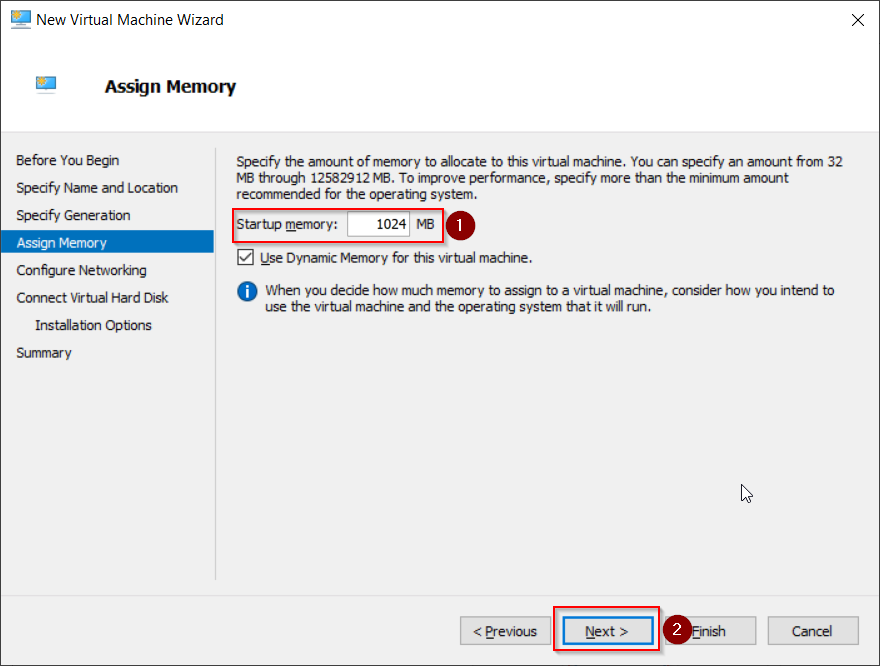 New Virtual Machine Wizard
Assign Memory
Before You Begin
Specify Name and Location
Specify Generation
Assign Memory
Configure Networking
Connect Virtual Hard Disk
Installation Options
Summary
Specify the amount of memory to allocate to this virtual machine. You can specify an amount from 32
MB through 12582912 MB. To improve performance, specify more than the minimum amount
recommended for the operating system.
Startup memory: 1024 MB 1
Use Dynamic Memory for this virtual machine.
When you decide how much memory to assign to a virtual machine, consider how you intend to
use the virtual machine and the operating system that it will run.
< Previous Next > 2 Finish Cancel